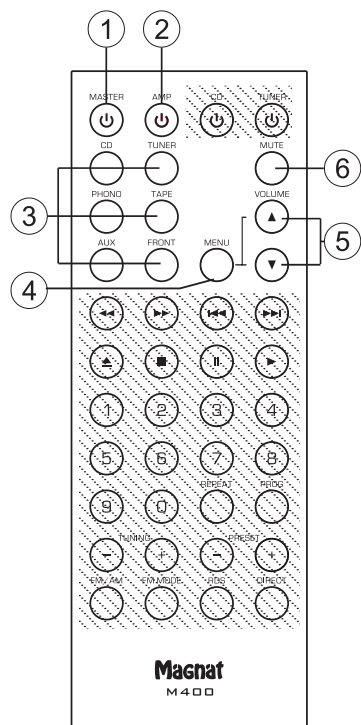 1 2
MASTER AMP CD TUNER
CD TUNER MUTE
6
PHONO TAPE VOLUME
3
5
AUX FRONT MENU
4
1 2 3 4
5 6 7 8
REPEAT PROG
9 0
TUNING PRESET
- + - +
FM / AM FM MODE RDS DIRECT
Magnat
M400